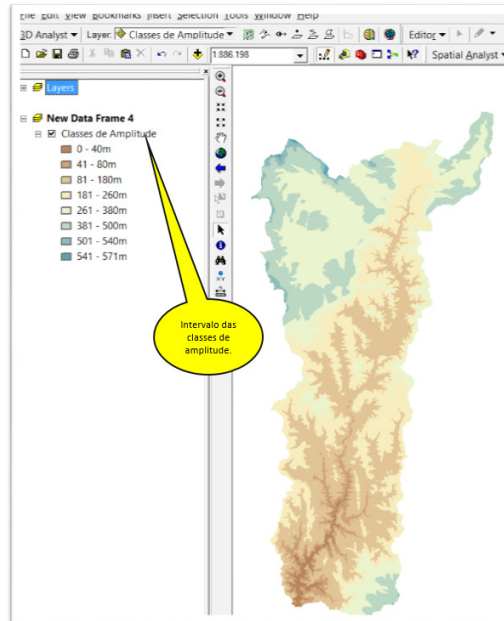 File Edit View Bookmarks Insert Selection Tools Window Help
3D Analyst Layer: Classes de Amplitude Editor
1:886.198 Spatial Analyst
Layers
New Data Frame 4
Classes de Amplitude
0 - 40m
41 - 80m
81 - 180m
181 - 260m
261 - 380m
381 - 500m
501 - 540m
541 - 571m
Intervalo das
classes de
amplitude.